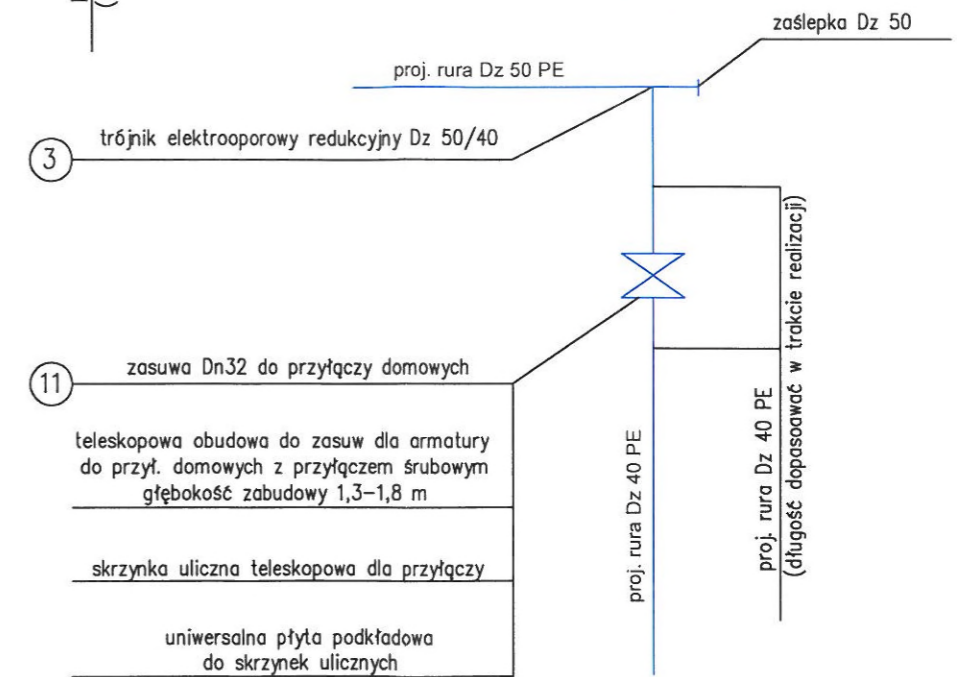 zaślepka Dz 50
proj. rura Dz 50 PE
trójnik elektrooporowy redukcyjny Dz 50/40
3
zasuwa Dn32 do przyłączy domowych
11
teleskopowa obudowa do zasuw dla armatury
do przył. domowych z przyłączem śrubowym
głębokość zabudowy 1,3-1,8 m
skrzynka uliczna teleskopowa dla przyłączy
uniwersalna płyta podkładowa
do skrzynek ulicznych
proj. rura Dz 40 PE
proj. rura Dz 40 PE
(długość dopasoawać w trakcie realizacji)